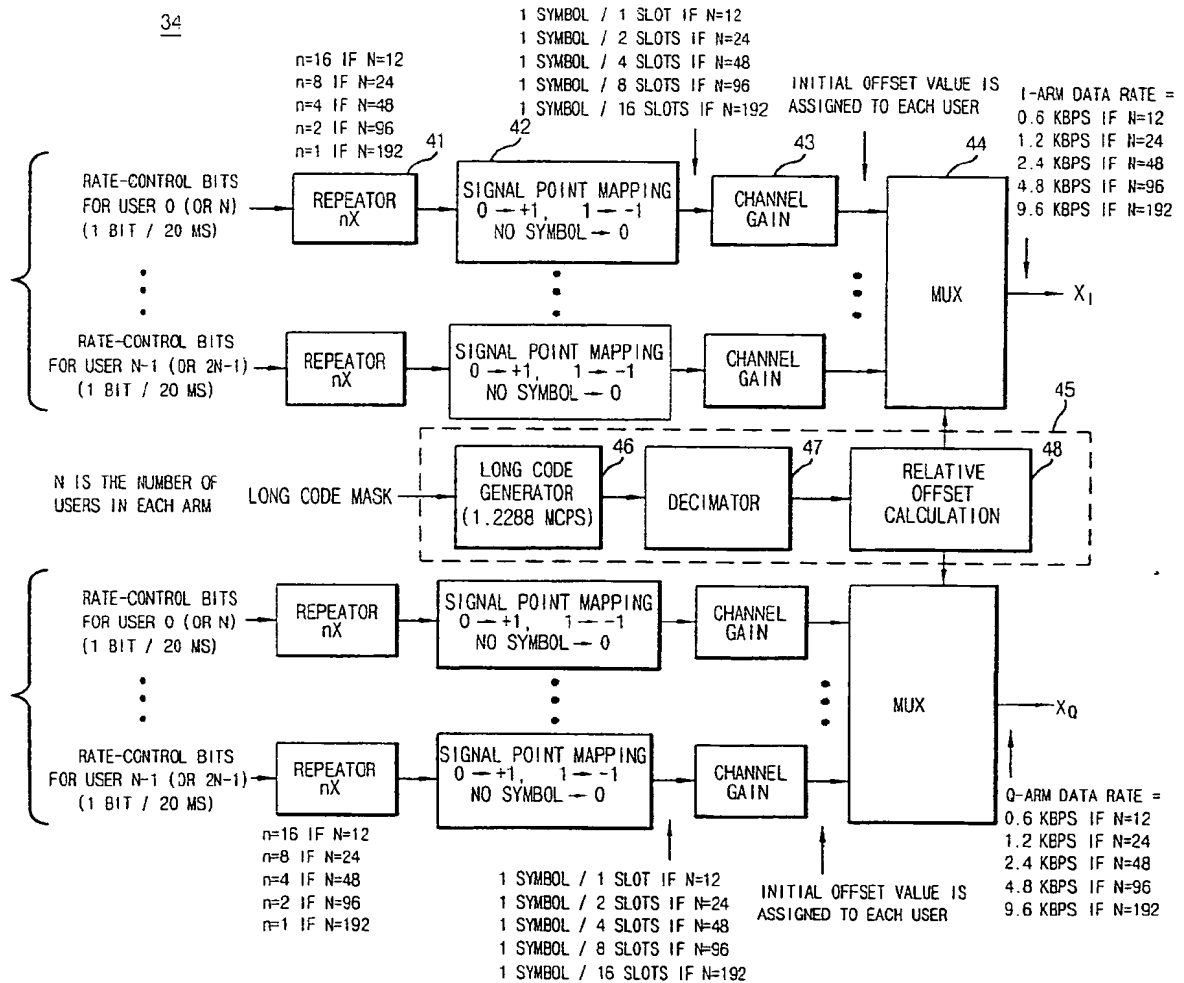 34
n=16 IF N=12
n=8 IF N=24
n=4 IF N=48
n=2 IF N=96
n=1 IF N=192
1 SYMBOL / 1 SLOT IF N=12
1 SYMBOL / 2 SLOTS IF N=24
1 SYMBOL / 4 SLOTS IF N=48
1 SYMBOL / 8 SLOTS IF N=96
1 SYMBOL / 16 SLOTS IF N=192
INITIAL OFFSET VALUE IS
ASSIGNED TO EACH USER
I-ARM DATA RATE =
0.6 KBPS IF N=12
1.2 KBPS IF N=24
2.4 KBPS IF N=48
4.8 KBPS IF N=96
9.6 KBPS IF N=192
41
42
43
44
RATE-CONTROL BITS
FOR USER 0 (OR N)
(1 BIT / 20 MS)
REPEATOR
nX
SIGNAL POINT MAPPING
0→+1, 1→-1
NO SYMBOL→0
CHANNEL
GAIN
MUX
XI
RATE-CONTROL BITS
FOR USER N-1 (OR 2N-1)
(1 BIT / 20 MS)
REPEATOR
nX
SIGNAL POINT MAPPING
0→+1, 1→-1
NO SYMBOL→0
CHANNEL
GAIN
45
N IS THE NUMBER OF
USERS IN EACH ARM
LONG CODE MASK
LONG CODE
GENERATOR
(1.2288 MCPS)
46
DECIMATOR
47
RELATIVE
OFFSET
CALCULATION
48
RATE-CONTROL BITS
FOR USER 0 (OR N)
(1 BIT / 20 MS)
REPEATOR
nX
SIGNAL POINT MAPPING
0→+1, 1→-1
NO SYMBOL→0
CHANNEL
GAIN
MUX
XQ
RATE-CONTROL BITS
FOR USER N-1 (OR 2N-1)
(1 BIT / 20 MS)
REPEATOR
nX
SIGNAL POINT MAPPING
0→+1, 1→-1
NO SYMBOL→0
CHANNEL
GAIN
n=16 IF N=12
n=8 IF N=24
n=4 IF N=48
n=2 IF N=96
n=1 IF N=192
1 SYMBOL / 1 SLOT IF N=12
1 SYMBOL / 2 SLOTS IF N=24
1 SYMBOL / 4 SLOTS IF N=48
1 SYMBOL / 8 SLOTS IF N=96
1 SYMBOL / 16 SLOTS IF N=192
INITIAL OFFSET VALUE IS
ASSIGNED TO EACH USER
Q-ARM DATA RATE =
0.6 KBPS IF N=12
1.2 KBPS IF N=24
2.4 KBPS IF N=48
4.8 KBPS IF N=96
9.6 KBPS IF N=192